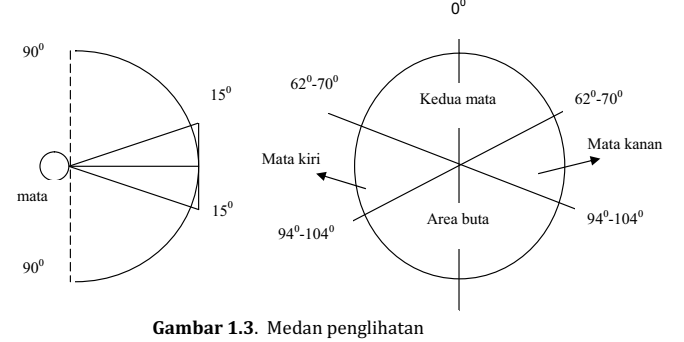 90⁰
15⁰
mata
15⁰
90⁰
0⁰
62⁰-70⁰
Kedua mata
62⁰-70⁰
Mata kiri
Mata kanan
Area buta
94⁰-104⁰
94⁰-104⁰
Gambar 1.3. Medan penglihatan